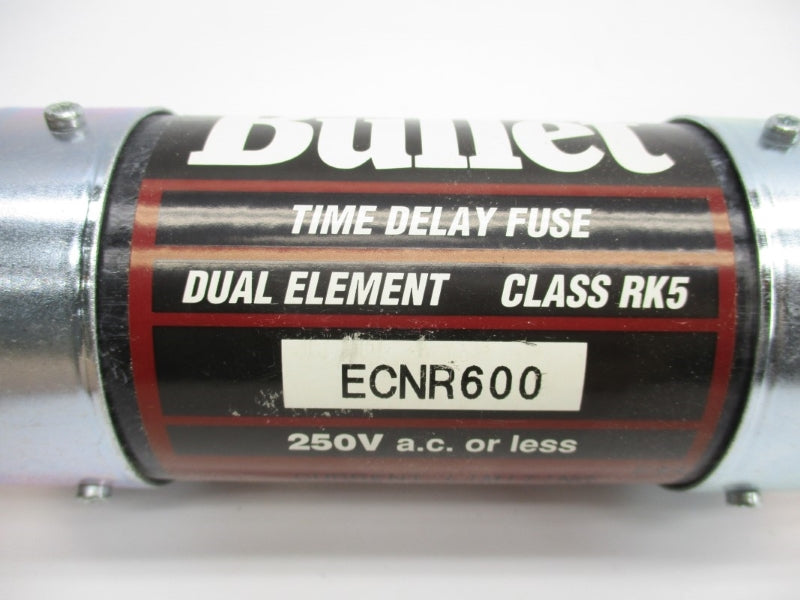 Bullet
TIME DELAY FUSE
DUAL ELEMENT CLASS RK5
ECNR600
250V a.c. or less